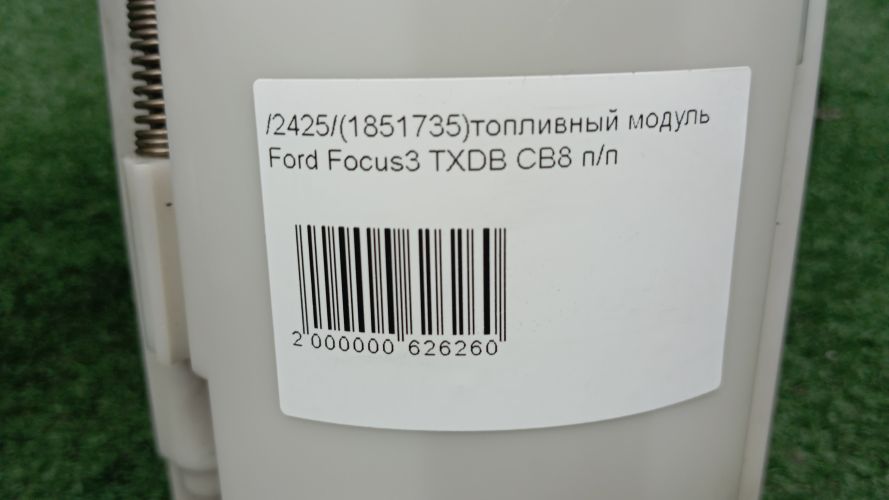 /2425/(1851735)топливный модуль
Ford Focus3 TXDB CB8 п/п
2 000000 626260